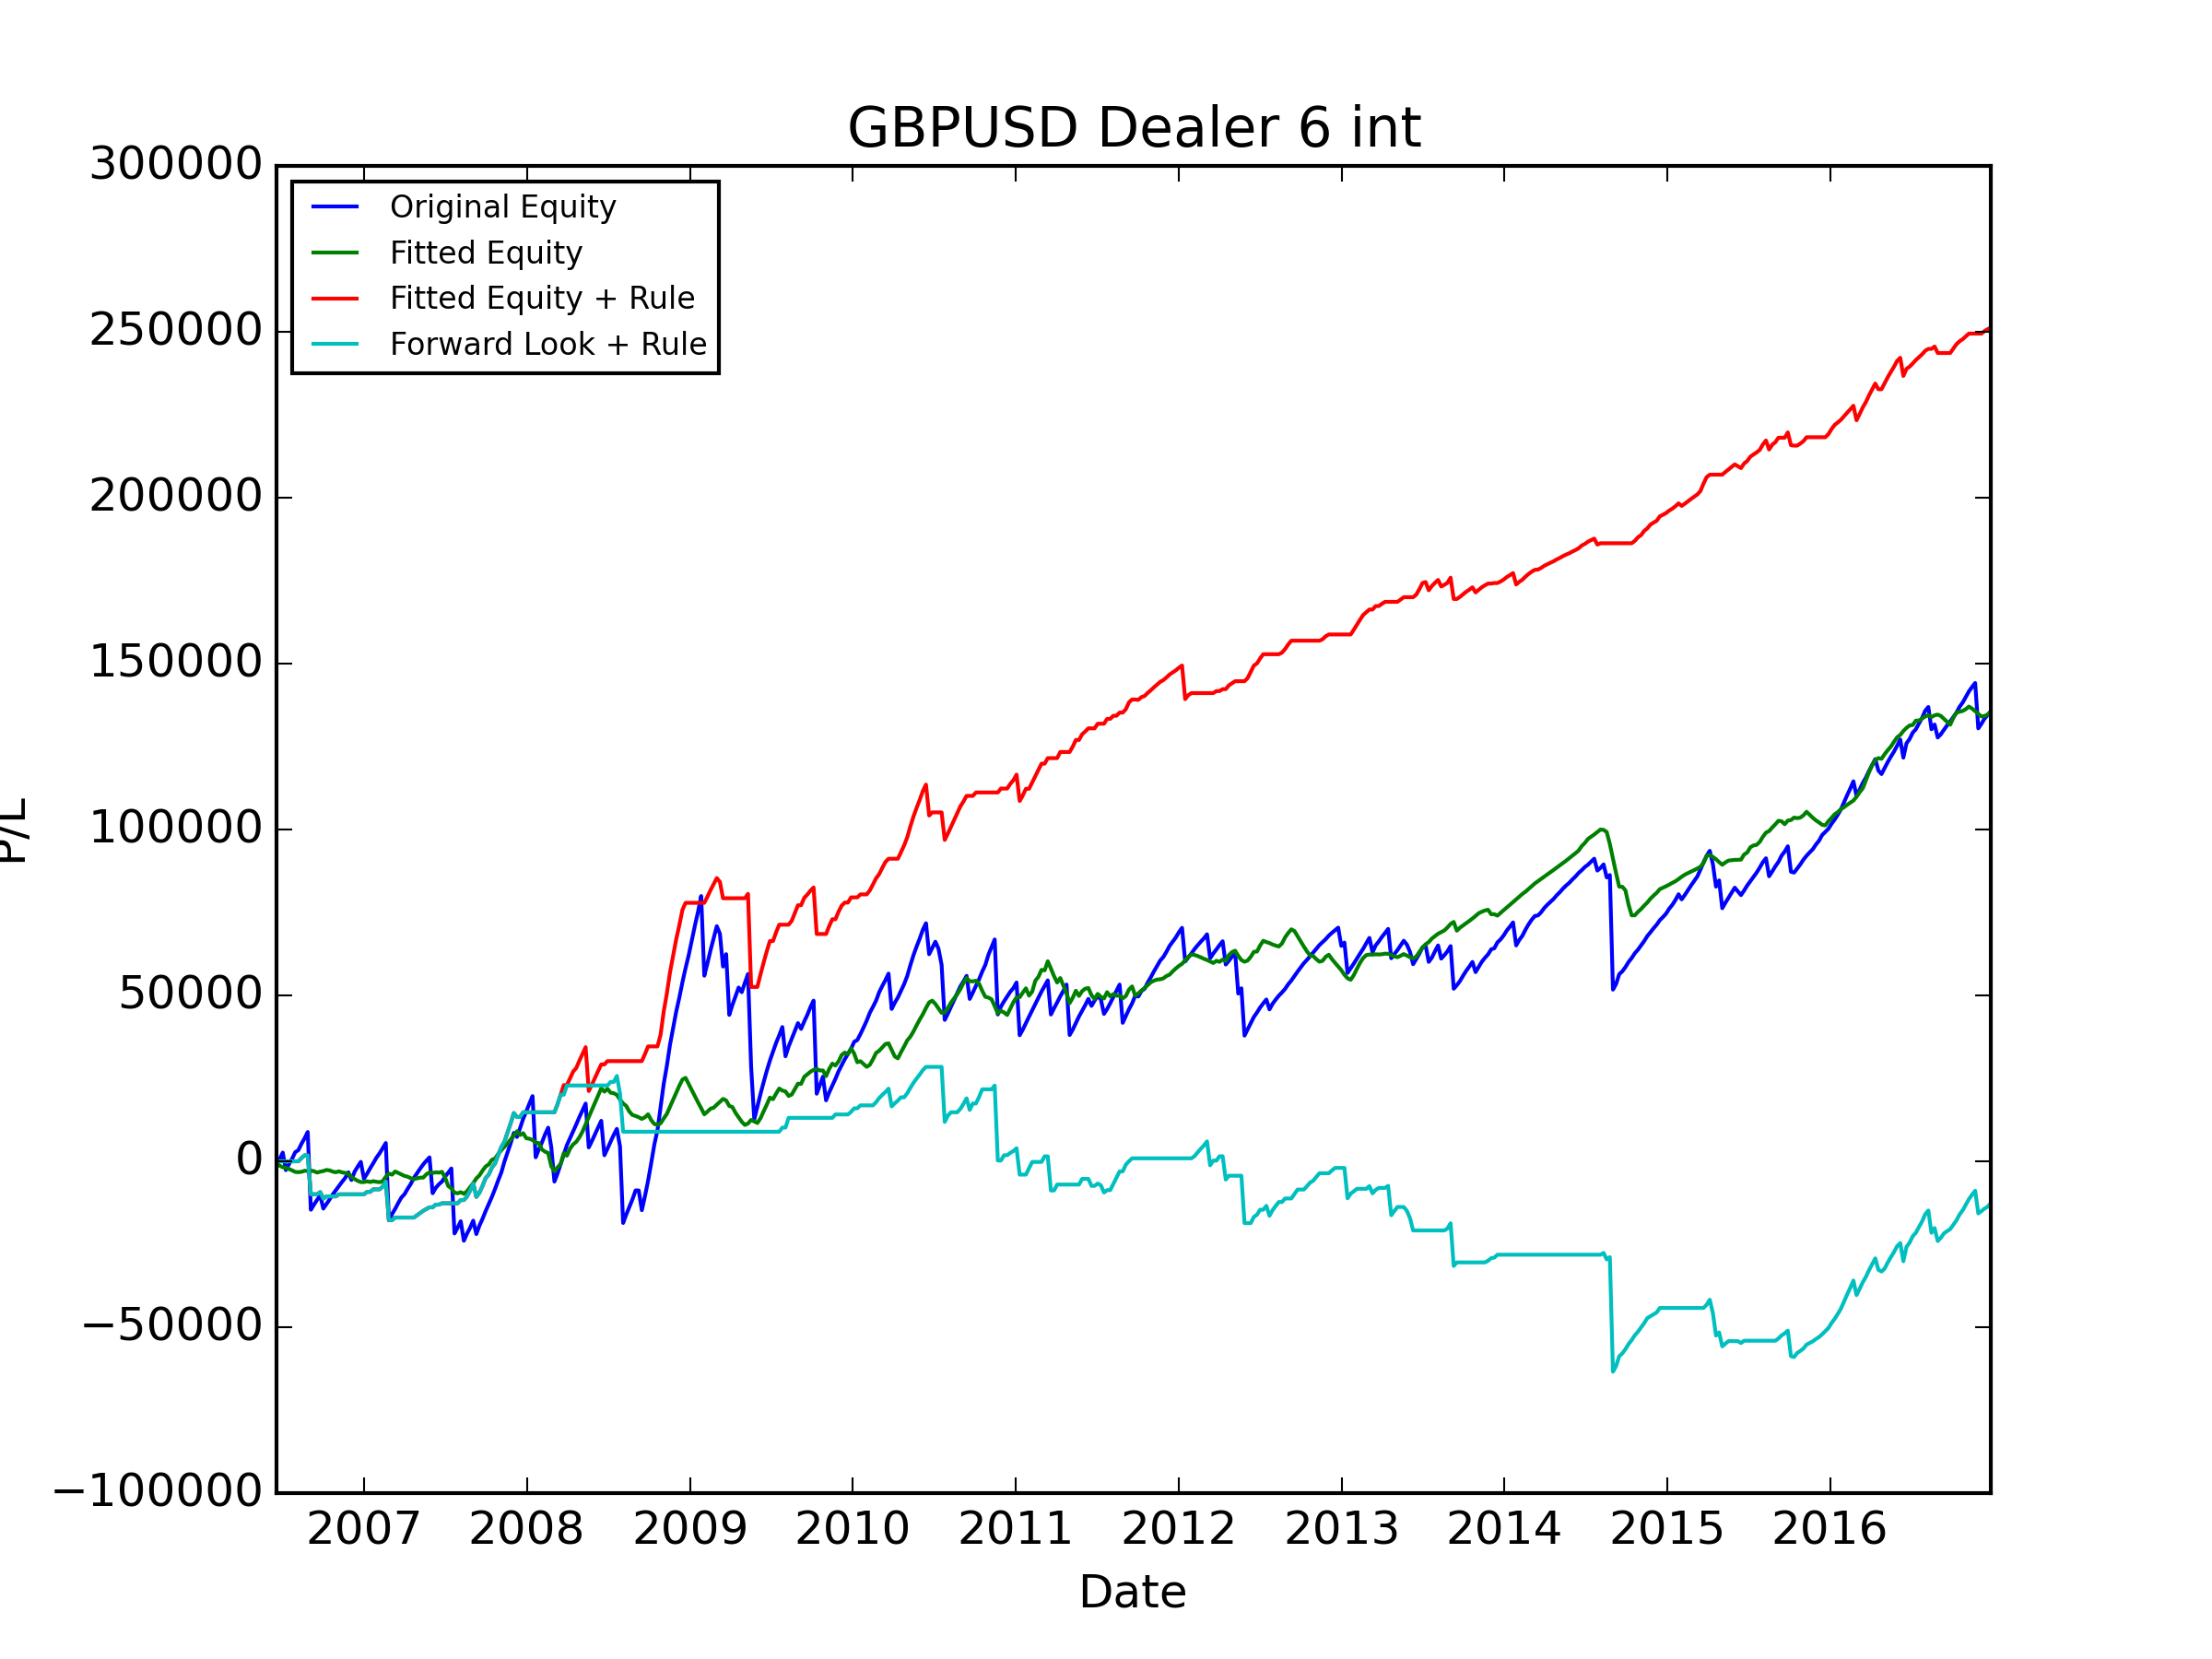 GBPUSD Dealer 6 int
300000
250000
200000
150000
100000
50000
0
−50000
−100000
P/L
Original Equity
Fitted Equity
Fitted Equity + Rule
Forward Look + Rule
2007 2008 2009 2010 2011 2012 2013 2014 2015 2016
Date